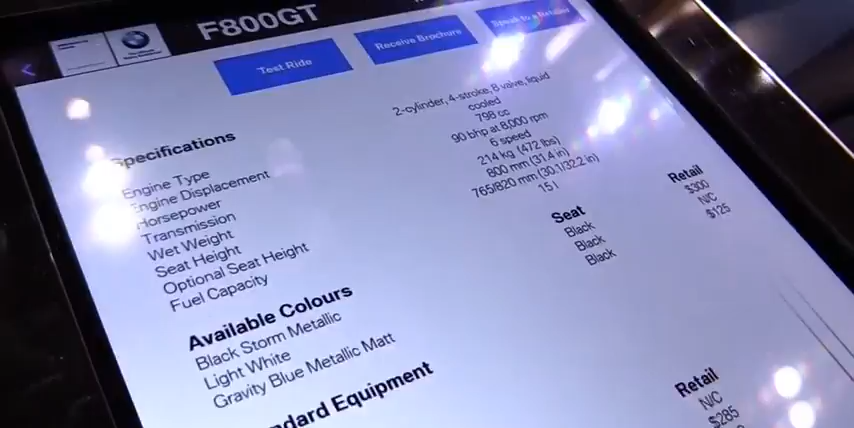 F800GT
Test Ride
Receive Brochure
Speak to a Retailer
Specifications
Engine Type 2-cylinder, 4-stroke, 8 valve, liquid cooled
Engine Displacement 798 cc
Horsepower 90 bhp at 8,000 rpm
Transmission 6 speed
Wet Weight 214 kg (472 lbs)
Seat Height 800 mm (31.4 in)
Optional Seat Height 765/820 mm (30.1/32.2 in)
Fuel Capacity 15 l
Available Colours Seat Retail
Black Storm Metallic Black $300
Light White Black N/C
Gravity Blue Metallic Matt Black $125
ndard Equipment Retail
N/C
$285